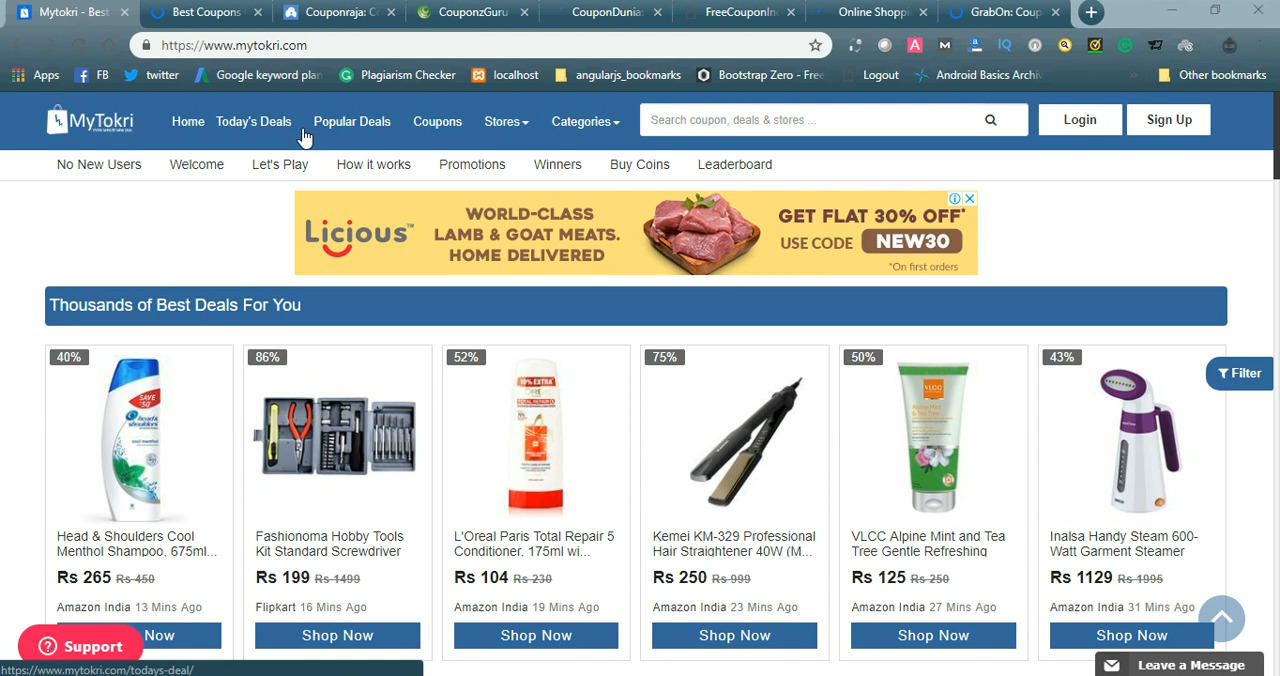 Mytokri - Bes
Best Coupons
Couponraja: C
CouponzGuru
CouponDunia:
FreeCouponIn
Online Shopp
GrabOn: Coup
https://www.mytokri.com
Apps
FB
twitter
Google keyword plan
Plagiarism Checker
localhost
angularjs_bookmarks
Bootstrap Zero - Fre
Logout
Android Basics Archiv
Other bookmarks
MyTokri
Home
Today's Deals
Popular Deals
Coupons
Stores
Categories
Search coupon, deals & stores ...
Login
Sign Up
No New Users
Welcome
Let's Play
How it works
Promotions
Winners
Buy Coins
Leaderboard
Licious™
WORLD-CLASS
LAMB & GOAT MEATS.
HOME DELIVERED
GET FLAT 30% OFF*
USE CODE NEW30
*On first orders
Thousands of Best Deals For You
40%
86%
52%
75%
50%
43%
Filter
Head & Shoulders Cool
Menthol Shampoo, 675ml...
Rs 265 Rs 450
Amazon India 13 Mins Ago
Now
Fashionoma Hobby Tools
Kit Standard Screwdriver
Rs 199 Rs 1499
Flipkart 16 Mins Ago
Shop Now
L'Oreal Paris Total Repair 5
Conditioner, 175ml wi...
Rs 104 Rs 230
Amazon India 19 Mins Ago
Shop Now
Kemei KM-329 Professional
Hair Straightener 40W (M...
Rs 250 Rs 999
Amazon India 23 Mins Ago
Shop Now
VLCC Alpine Mint and Tea
Tree Gentle Refreshing
Rs 125 Rs 250
Amazon India 27 Mins Ago
Shop Now
Inalsa Handy Steam 600-
Watt Garment Steamer
Rs 1129 Rs 1995
Amazon India 31 Mins Ago
Shop Now
Support
https://www.mytokri.com/todays-deal/
Leave a Message